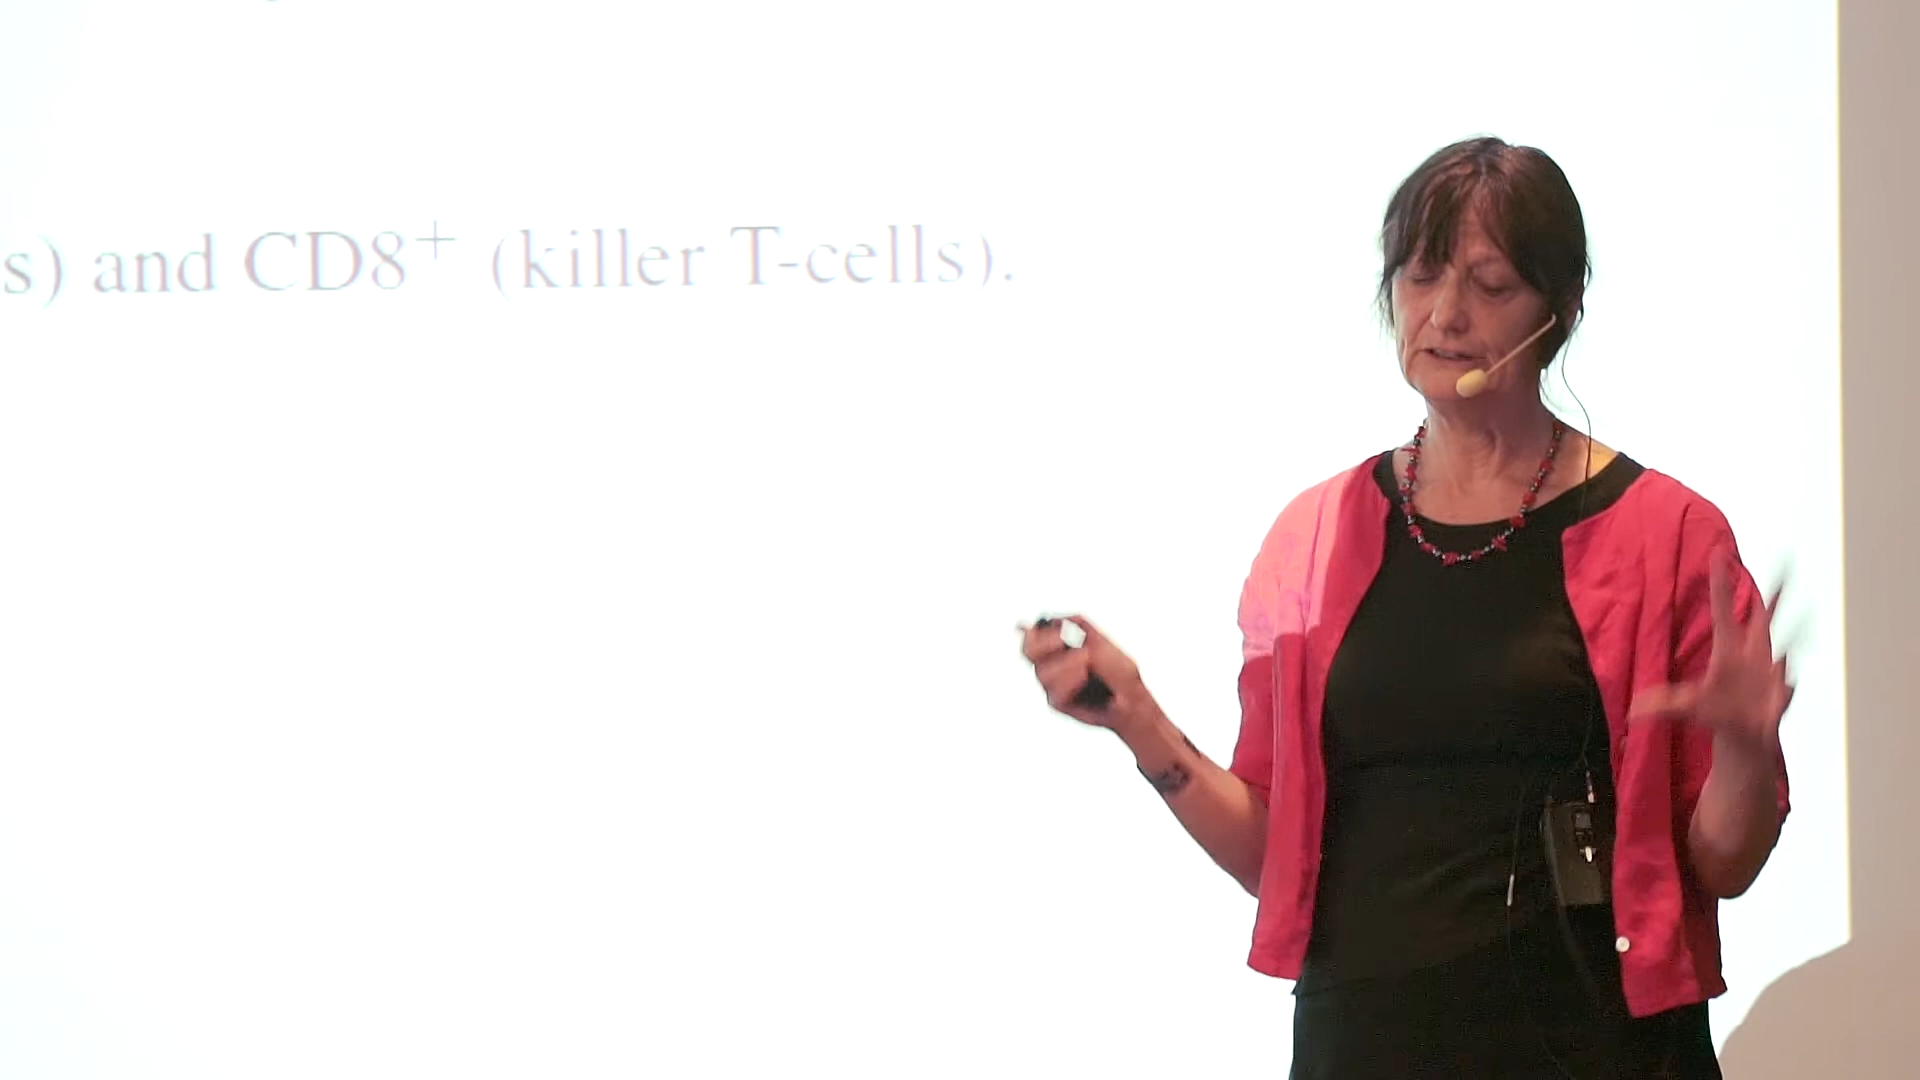 s) and CD8⁺ (killer T-cells).